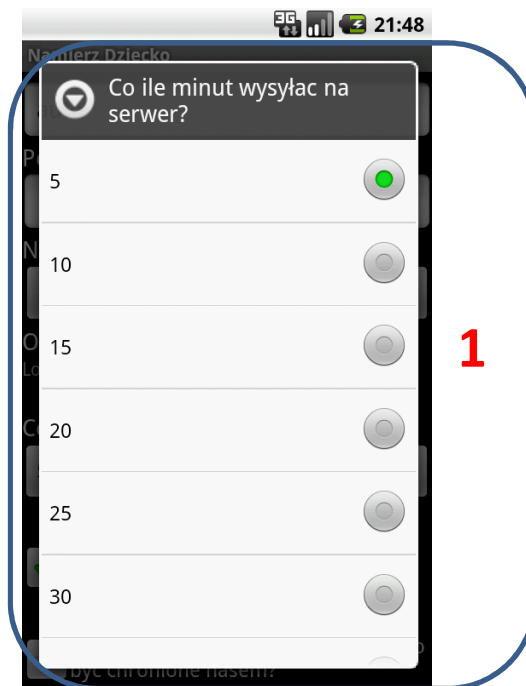 3G 21:48
Namierz Dziecko
Co ile minut wysyłac na
serwer?
5
10
15
1
20
25
30
być chronione hasem?